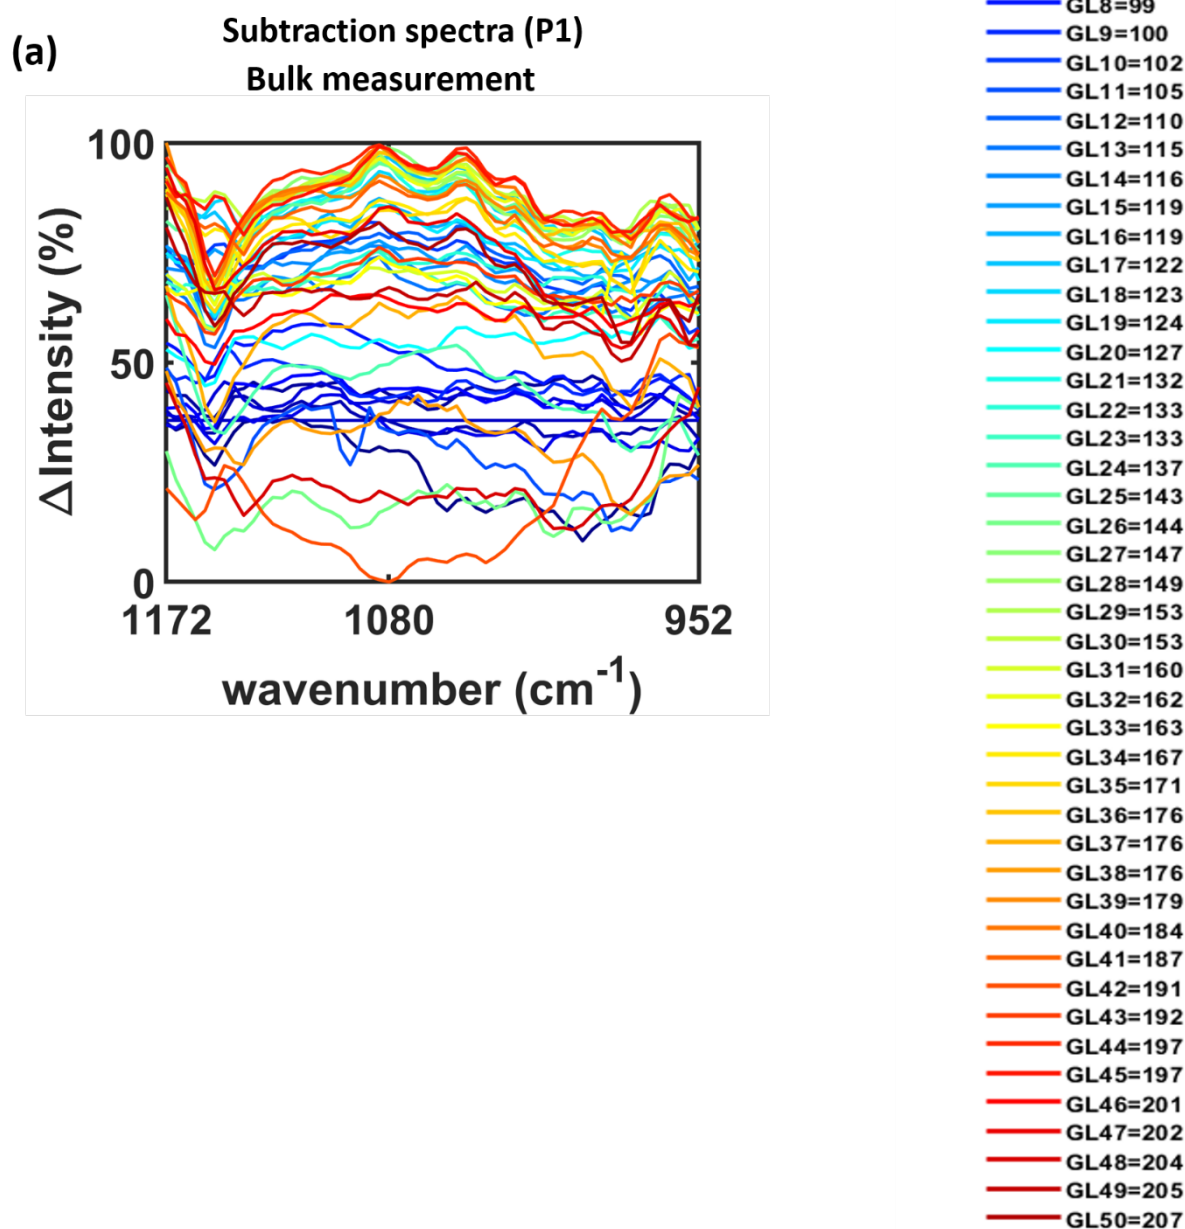 (a)
Subtraction spectra (P1)
Bulk measurement
100
50
0
ΔIntensity (%)
1172 1080 952
wavenumber (cm-1)
GL8=99
GL9=100
GL10=102
GL11=105
GL12=110
GL13=115
GL14=116
GL15=119
GL16=119
GL17=122
GL18=123
GL19=124
GL20=127
GL21=132
GL22=133
GL23=133
GL24=137
GL25=143
GL26=144
GL27=147
GL28=149
GL29=153
GL30=153
GL31=160
GL32=162
GL33=163
GL34=167
GL35=171
GL36=176
GL37=176
GL38=176
GL39=179
GL40=184
GL41=187
GL42=191
GL43=192
GL44=197
GL45=197
GL46=201
GL47=202
GL48=204
GL49=205
GL50=207